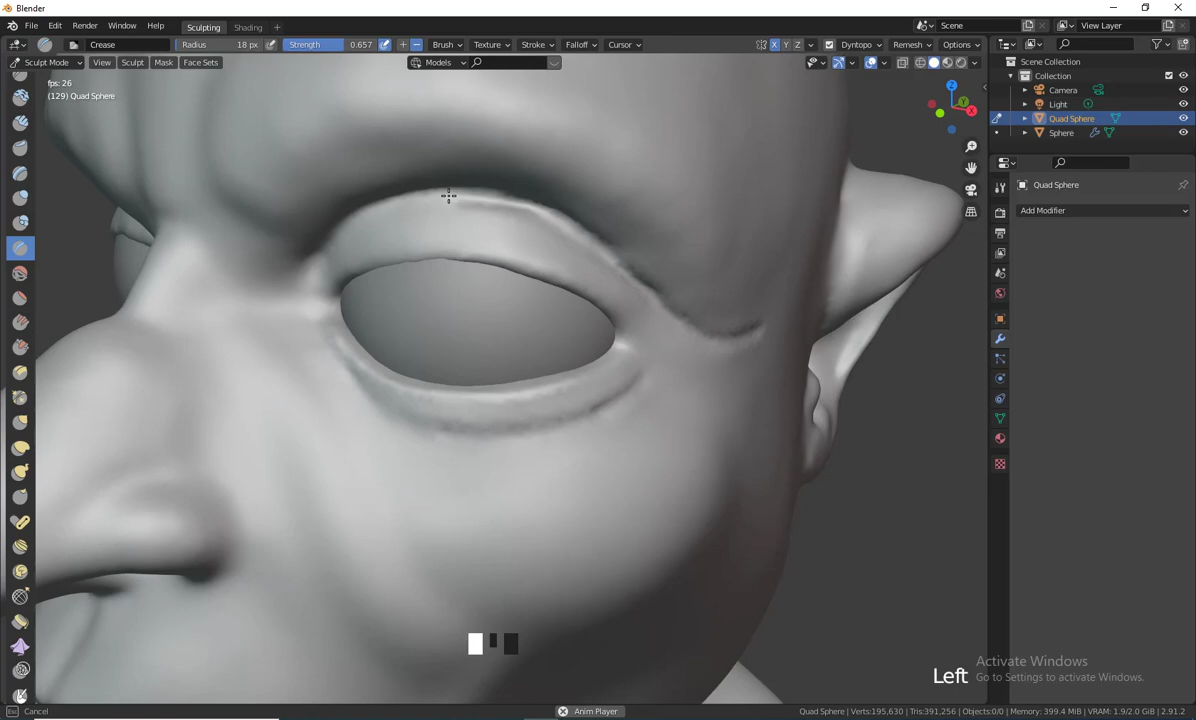 Blender
File Edit Render Window Help Sculpting Shading + Scene View Layer
Crease Radius 18 px Strength 0.657 + − Brush Texture Stroke Falloff Cursor X Y Z Dyntopo Remesh Options
Sculpt Mode View Sculpt Mask Face Sets Models
Scene Collection
Collection
Camera
Light
Quad Sphere
Sphere
fps: 26
(129) Quad Sphere
Z
Y
X
Quad Sphere
Add Modifier
Left
Activate Windows
Go to Settings to activate Windows.
Esc Cancel Anim Player Quad Sphere | Verts:195,630 | Tris:391,256 | Objects:0/0 | Memory: 399.4 MiB | VRAM: 1.9/2.0 GiB | 2.91.2